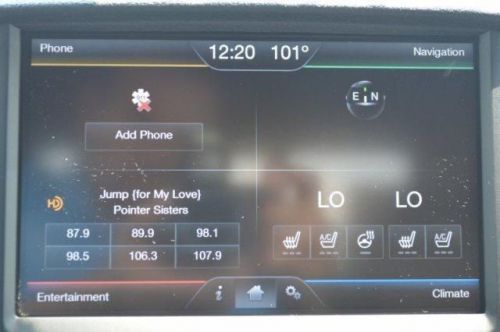 Phone
12:20 101°
Navigation
E N
Add Phone
Jump {for My Love}
Pointer Sisters
HD
LO LO
87.9 89.9 98.1
98.5 106.3 107.9
A/C A/C
Entertainment
i
Climate